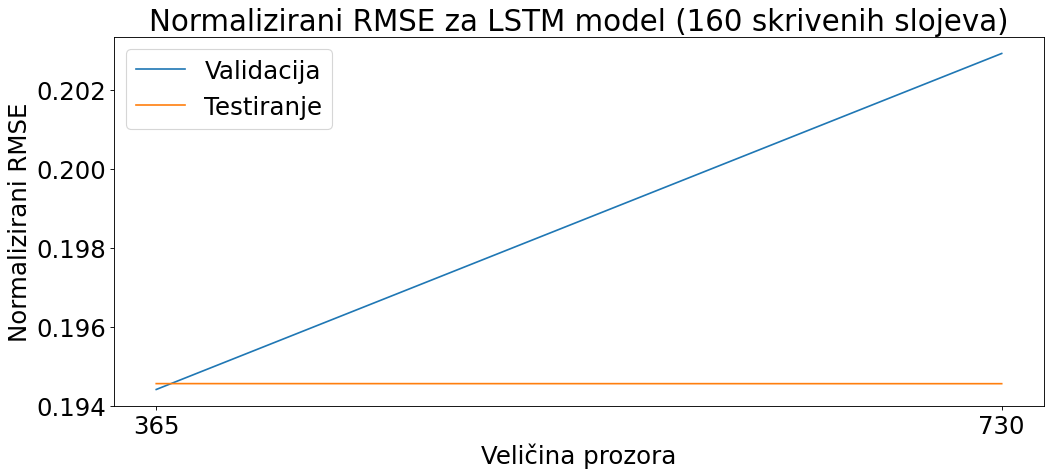 Normalizirani RMSE za LSTM model (160 skrivenih slojeva)
Validacija
Testiranje
Normalizirani RMSE
0.202
0.200
0.198
0.196
0.194
365
730
Veličina prozora